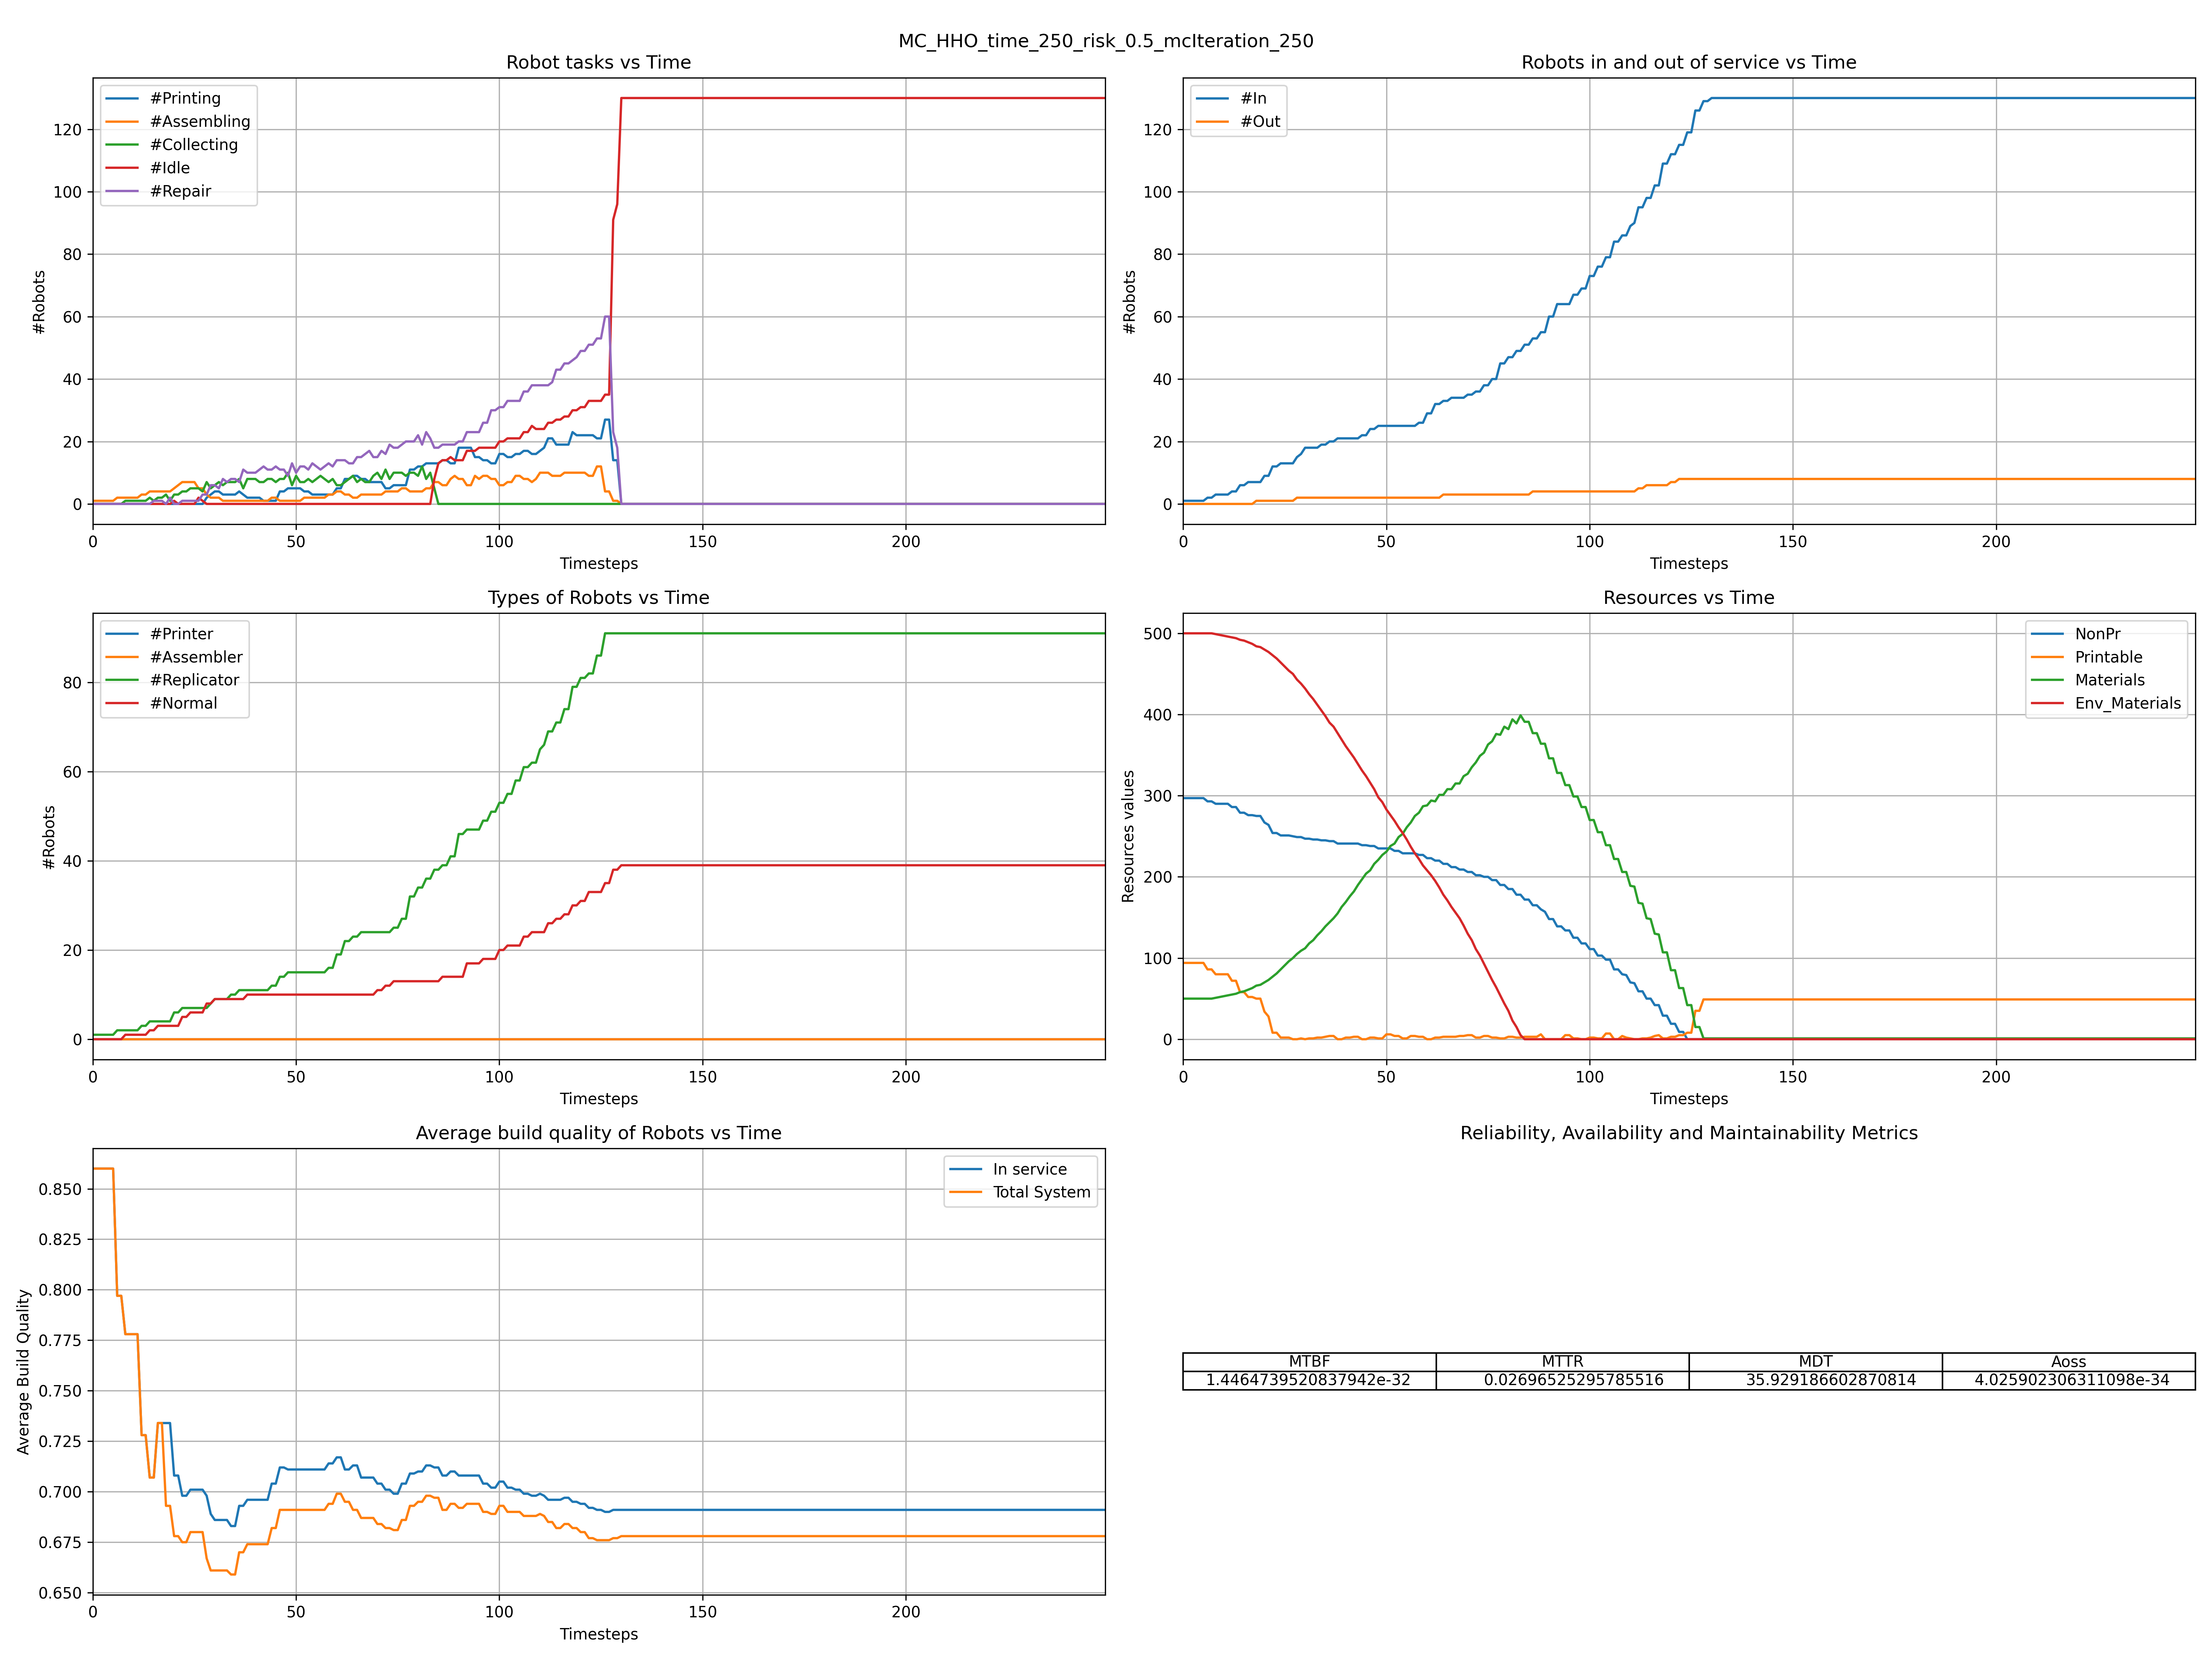 MC_HHO_time_250_risk_0.5_mcIteration_250
Robot tasks vs Time
#Printing
#Assembling
#Collecting
#Idle
#Repair
#Robots
120
100
80
60
40
20
0
0 50 100 150 200
Timesteps
Robots in and out of service vs Time
#In
#Out
#Robots
120
100
80
60
40
20
0
0 50 100 150 200
Timesteps
Types of Robots vs Time
#Printer
#Assembler
#Replicator
#Normal
#Robots
80
60
40
20
0
0 50 100 150 200
Timesteps
Resources vs Time
NonPr
Printable
Materials
Env_Materials
Resources values
500
400
300
200
100
0
0 50 100 150 200
Timesteps
Average build quality of Robots vs Time
In service
Total System
Average Build Quality
0.850
0.825
0.800
0.775
0.750
0.725
0.700
0.675
0.650
0 50 100 150 200
Timesteps
Reliability, Availability and Maintainability Metrics
MTBF MTTR MDT Aoss
1.4464739520837942e-32 0.02696525295785516 35.929186602870814 4.025902306311098e-34